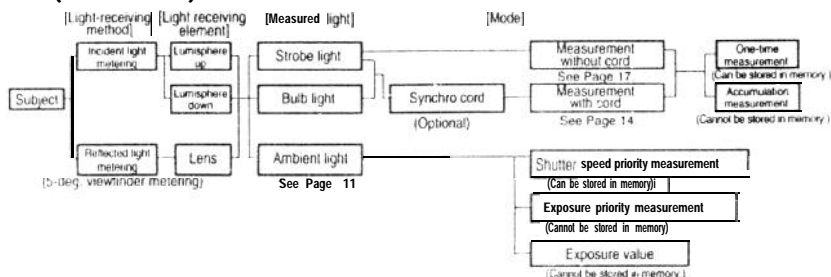 [Light-receiving method]
[Light receiving element]
[Measured light]
[Mode]
Subject
Incident light metering
Lumisphere up
Lumisphere down
Reflected light metering
(5-deg. viewfinder metering)
Lens
Strobe light
Bulb light
Ambient light
See Page 11
Synchro cord
(Optional)
Measurement without cord
See Page 17.
Measurement with cord
See Page 14.
One-time measurement
(Can be stored in memory)
Accumulation measurement
(Cannot be stored in memory)
Shutter speed priority measurement
(Can be stored in memory)
Exposure priority measurement
(Cannot be stored in memory)
Exposure value
(Cannot be stored in memory)